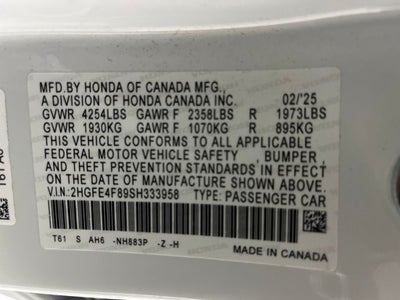 MFD.BY HONDA OF CANADA MFG.,
A DIVISION OF HONDA CANADA INC. 02/'25
GVWR 4254LBS GAWR F 2358LBS R 1973LBS
GVWR 1930KG GAWR F 1070KG R 895KG
THIS VEHICLE CONFORMS TO ALL APPLICABLE
FEDERAL MOTOR VEHICLE SAFETY , BUMPER ,
AND THEFT PREVENTION STANDARDS IN EFFECT
ON THE DATE OF MANUFACTURE SHOWN ABOVE.
V.I.N:2HGFE4F89SH333958 TYPE: PASSENGER CAR
T61 S AH6 -NH883P -Z -H
MADE IN CANADA